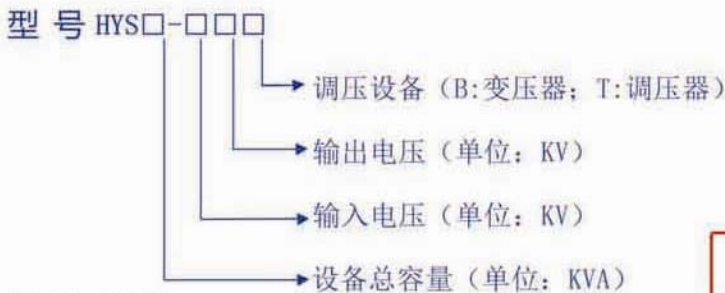 型 号 HYS□-□□□
调压设备（B:变压器；T:调压器）
输出电压（单位：KV）
输入电压（单位：KV）
设备总容量（单位：KVA）